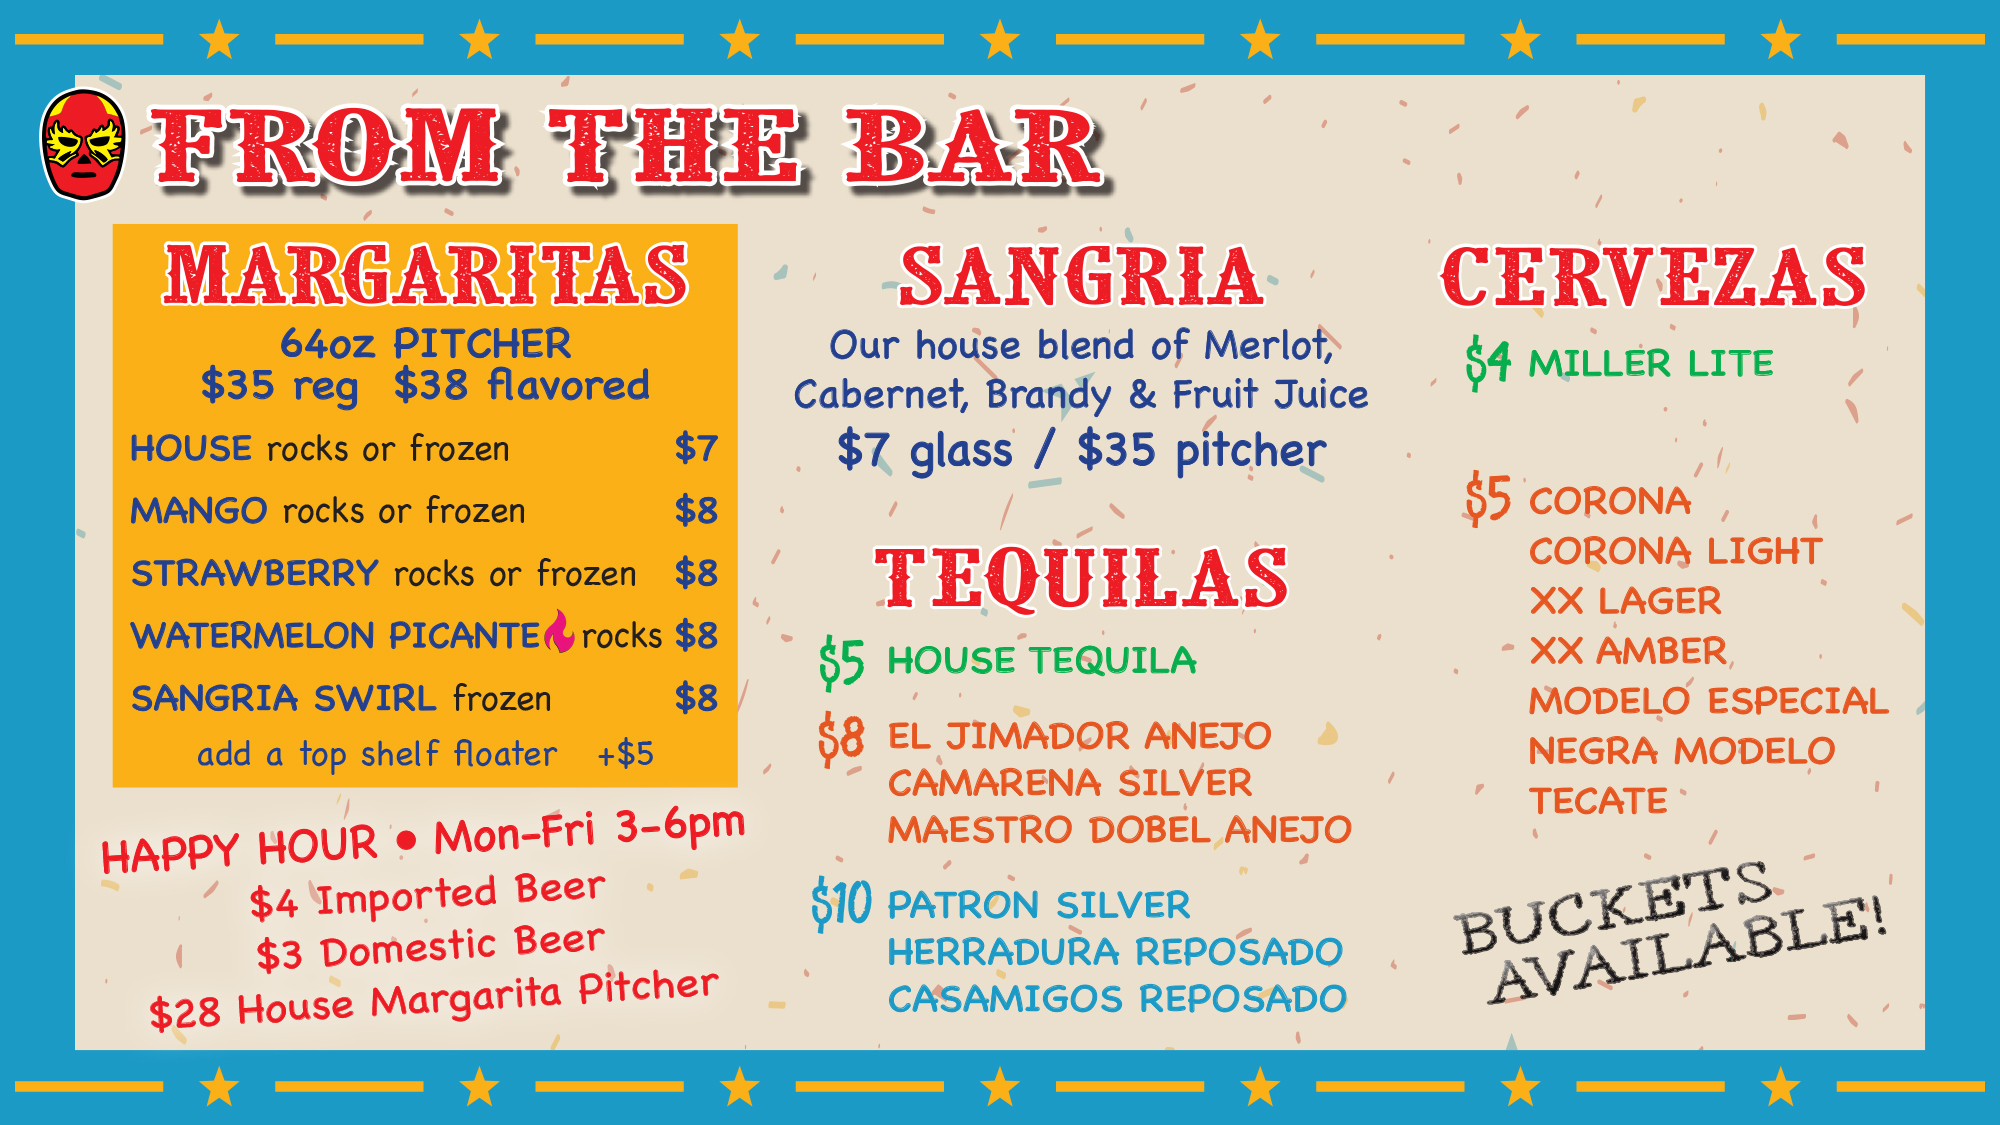 FROM THE BAR
MARGARITAS
64oz PITCHER
$35 reg $38 flavored
HOUSE rocks or frozen $7
MANGO rocks or frozen $8
STRAWBERRY rocks or frozen $8
WATERMELON PICANTE rocks $8
SANGRIA SWIRL frozen $8
add a top shelf floater +$5
HAPPY HOUR • Mon-Fri 3-6pm
$4 Imported Beer
$3 Domestic Beer
$28 House Margarita Pitcher
SANGRIA
Our house blend of Merlot,
Cabernet, Brandy & Fruit Juice
$7 glass / $35 pitcher
TEQUILAS
$5 HOUSE TEQUILA
$8 EL JIMADOR ANEJO
CAMARENA SILVER
MAESTRO DOBEL ANEJO
$10 PATRON SILVER
HERRADURA REPOSADO
CASAMIGOS REPOSADO
CERVEZAS
$4 MILLER LITE
$5 CORONA
CORONA LIGHT
XX LAGER
XX AMBER
MODELO ESPECIAL
NEGRA MODELO
TECATE
BUCKETS
AVAILABLE!